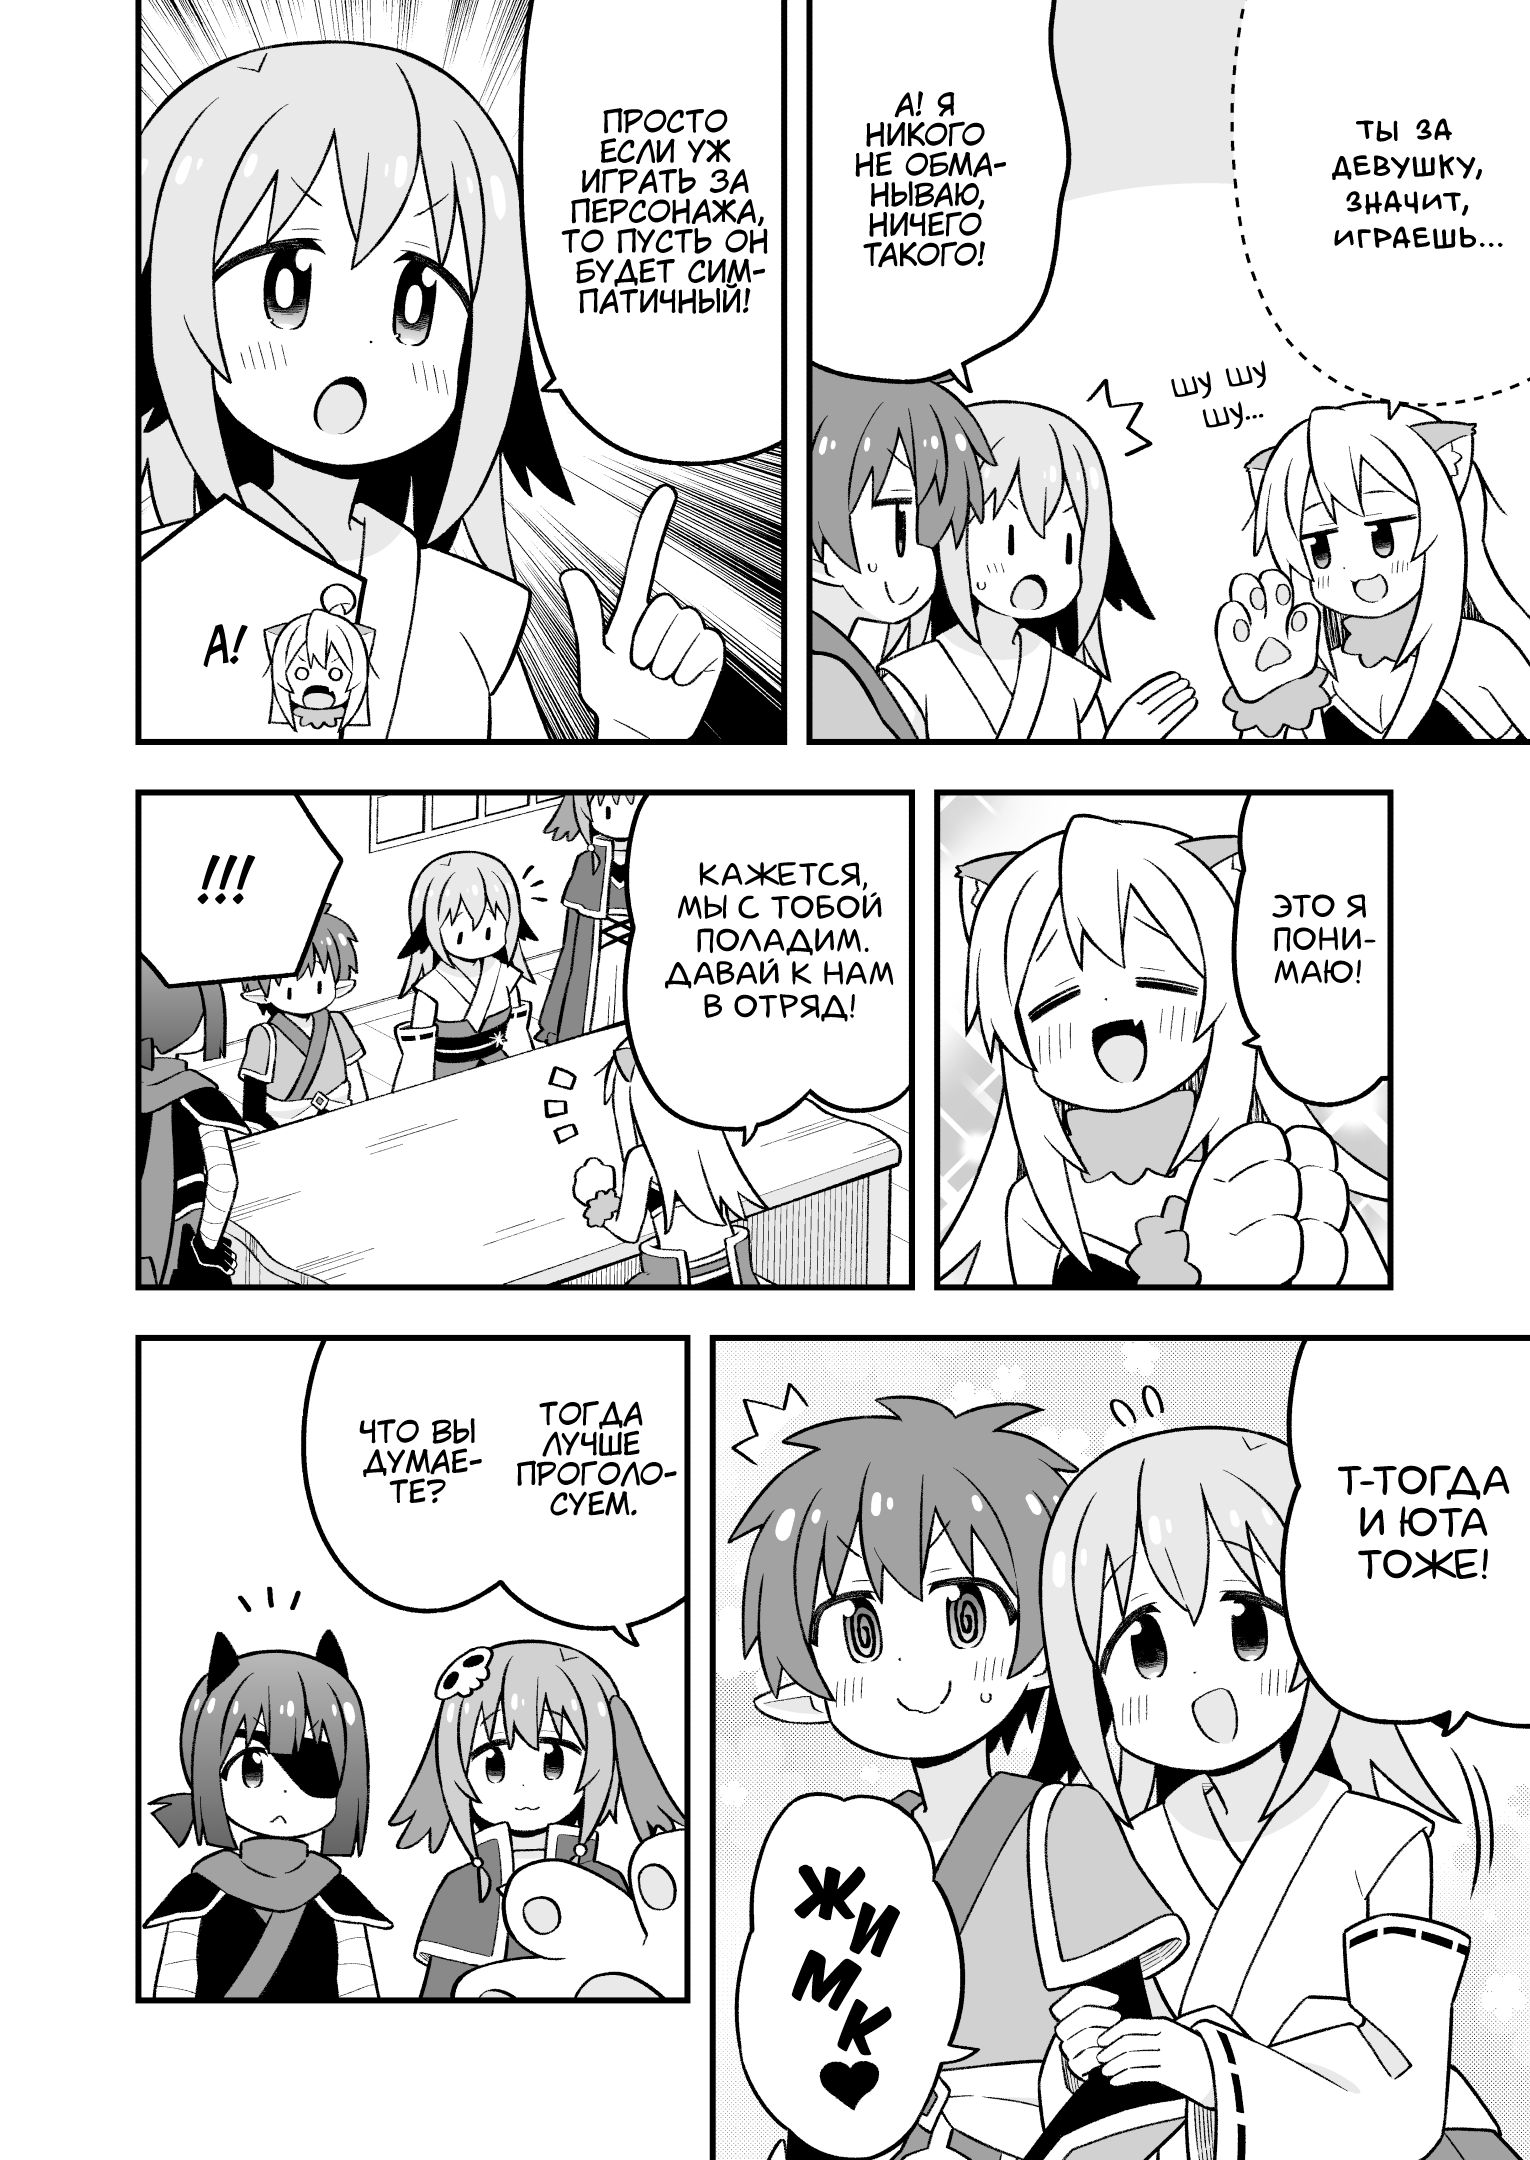 ТЫ ЗА
ДЕВУШКУ,
ЗНАЧИТ,
ИГРАЕШЬ...
ШУ ШУ
ШУ...
А! Я
НИКОГО
НЕ ОБМА-
НЫВАЮ,
НИЧЕГО
ТАКОГО!
ПРОСТО
ЕСЛИ УЖ
ИГРАТЬ ЗА
ПЕРСОНАЖА,
ТО ПУСТЬ ОН
БУДЕТ СИМ-
ПАТИЧНЫЙ!
А!
ЭТО Я
ПОНИ-
МАЮ!
КАЖЕТСЯ,
МЫ С ТОБОЙ
ПОЛАДИМ.
ДАВАЙ К НАМ
В ОТРЯД!
!!!
Т-ТОГДА
И ЮТА
ТОЖЕ!
ЖИМК♥
ТОГДА
ЛУЧШЕ
ПРОГОЛО-
СУЕМ.
ЧТО ВЫ
ДУМАЕ-
ТЕ?